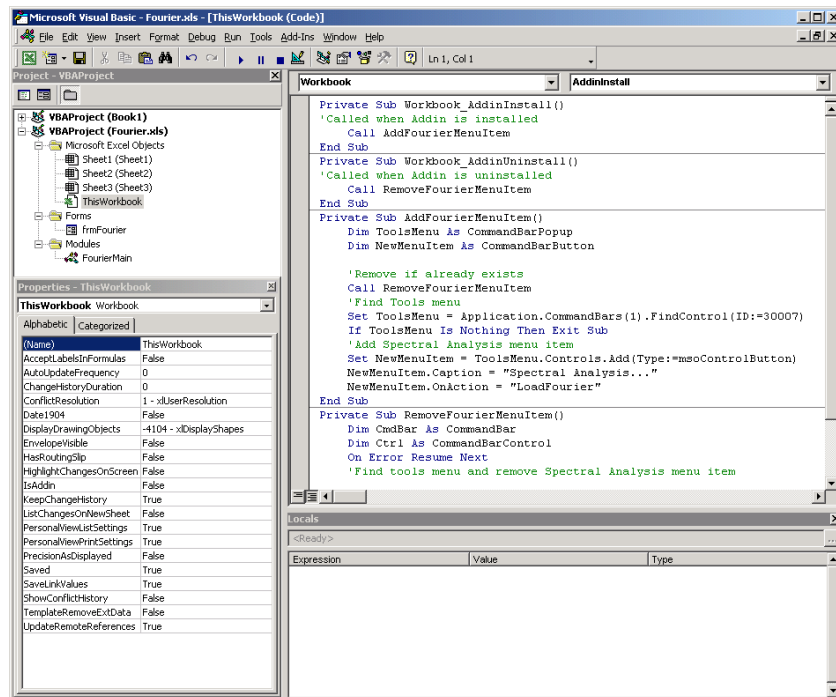 Microsoft Visual Basic - Fourier.xls - [ThisWorkbook (Code)]
File Edit View Insert Format Debug Run Tools Add-Ins Window Help
Ln 1, Col 1
Project - VBAProject
VBAProject (Book1)
VBAProject (Fourier.xls)
Microsoft Excel Objects
Sheet1 (Sheet1)
Sheet2 (Sheet2)
Sheet3 (Sheet3)
ThisWorkbook
Forms
frmFourier
Modules
FourierMain
Properties - ThisWorkbook
ThisWorkbook Workbook
Alphabetic Categorized
(Name) ThisWorkbook
AcceptLabelsInFormulas False
AutoUpdateFrequency 0
ChangeHistoryDuration 0
ConflictResolution 1 - xlUserResolution
Date1904 False
DisplayDrawingObjects -4104 - xlDisplayShapes
EnvelopeVisible False
HasRoutingSlip False
HighlightChangesOnScreen False
IsAddin False
KeepChangeHistory True
ListChangesOnNewSheet False
PersonalViewListSettings True
PersonalViewPrintSettings True
PrecisionAsDisplayed False
Saved True
SaveLinkValues True
ShowConflictHistory False
TemplateRemoveExtData False
UpdateRemoteReferences True
Workbook AddinInstall
Private Sub Workbook_AddinInstall()
'Called when Addin is installed
Call AddFourierMenuItem
End Sub
Private Sub Workbook_AddinUninstall()
'Called when Addin is uninstalled
Call RemoveFourierMenuItem
End Sub
Private Sub AddFourierMenuItem()
Dim ToolsMenu As CommandBarPopup
Dim NewMenuItem As CommandBarButton
'Remove if already exists
Call RemoveFourierMenuItem
'Find Tools menu
Set ToolsMenu = Application.CommandBars(1).FindControl(ID:=30007)
If ToolsMenu Is Nothing Then Exit Sub
'Add Spectral Analysis menu item
Set NewMenuItem = ToolsMenu.Controls.Add(Type:=msoControlButton)
NewMenuItem.Caption = "Spectral Analysis..."
NewMenuItem.OnAction = "LoadFourier"
End Sub
Private Sub RemoveFourierMenuItem()
Dim CmdBar As CommandBar
Dim Ctrl As CommandBarControl
On Error Resume Next
'Find tools menu and remove Spectral Analysis menu item
Locals
<Ready>
...
Expression Value Type